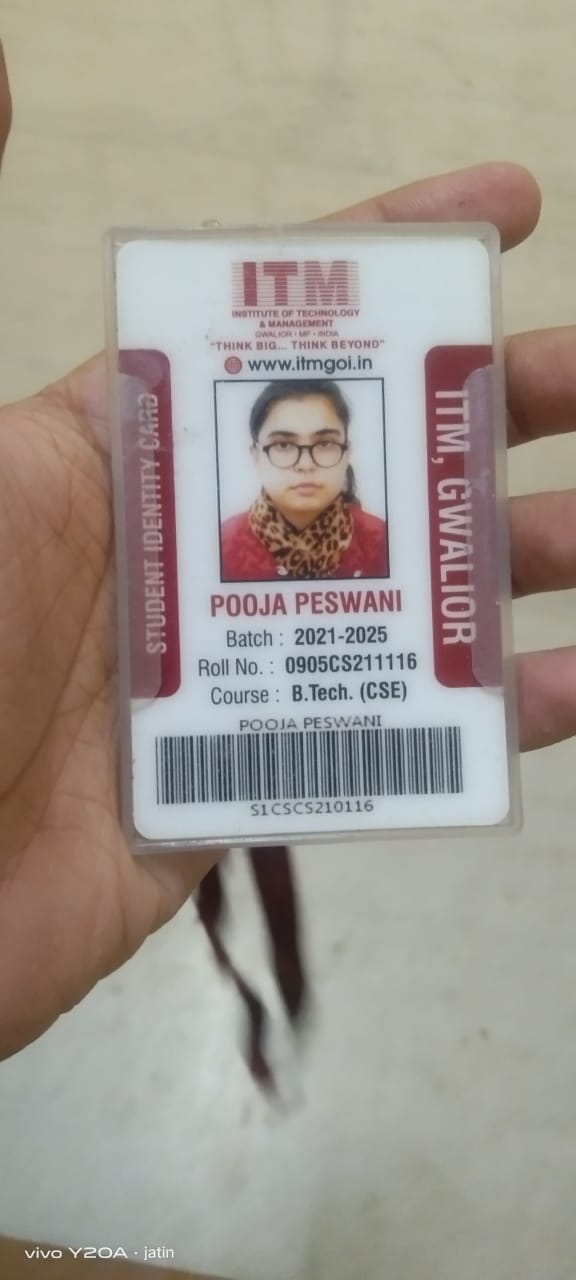 ITM
INSTITUTE OF TECHNOLOGY
& MANAGEMENT
GWALIOR • MP • INDIA
"THINK BIG... THINK BEYOND"
www.itmgoi.in
STUDENT IDENTITY CARD
ITM, GWALIOR
POOJA PESWANI
Batch : 2021-2025
Roll No. : 0905CS211116
Course : B.Tech. (CSE)
POOJA PESWANI
S1CSCS210116
vivo Y20A · jatin